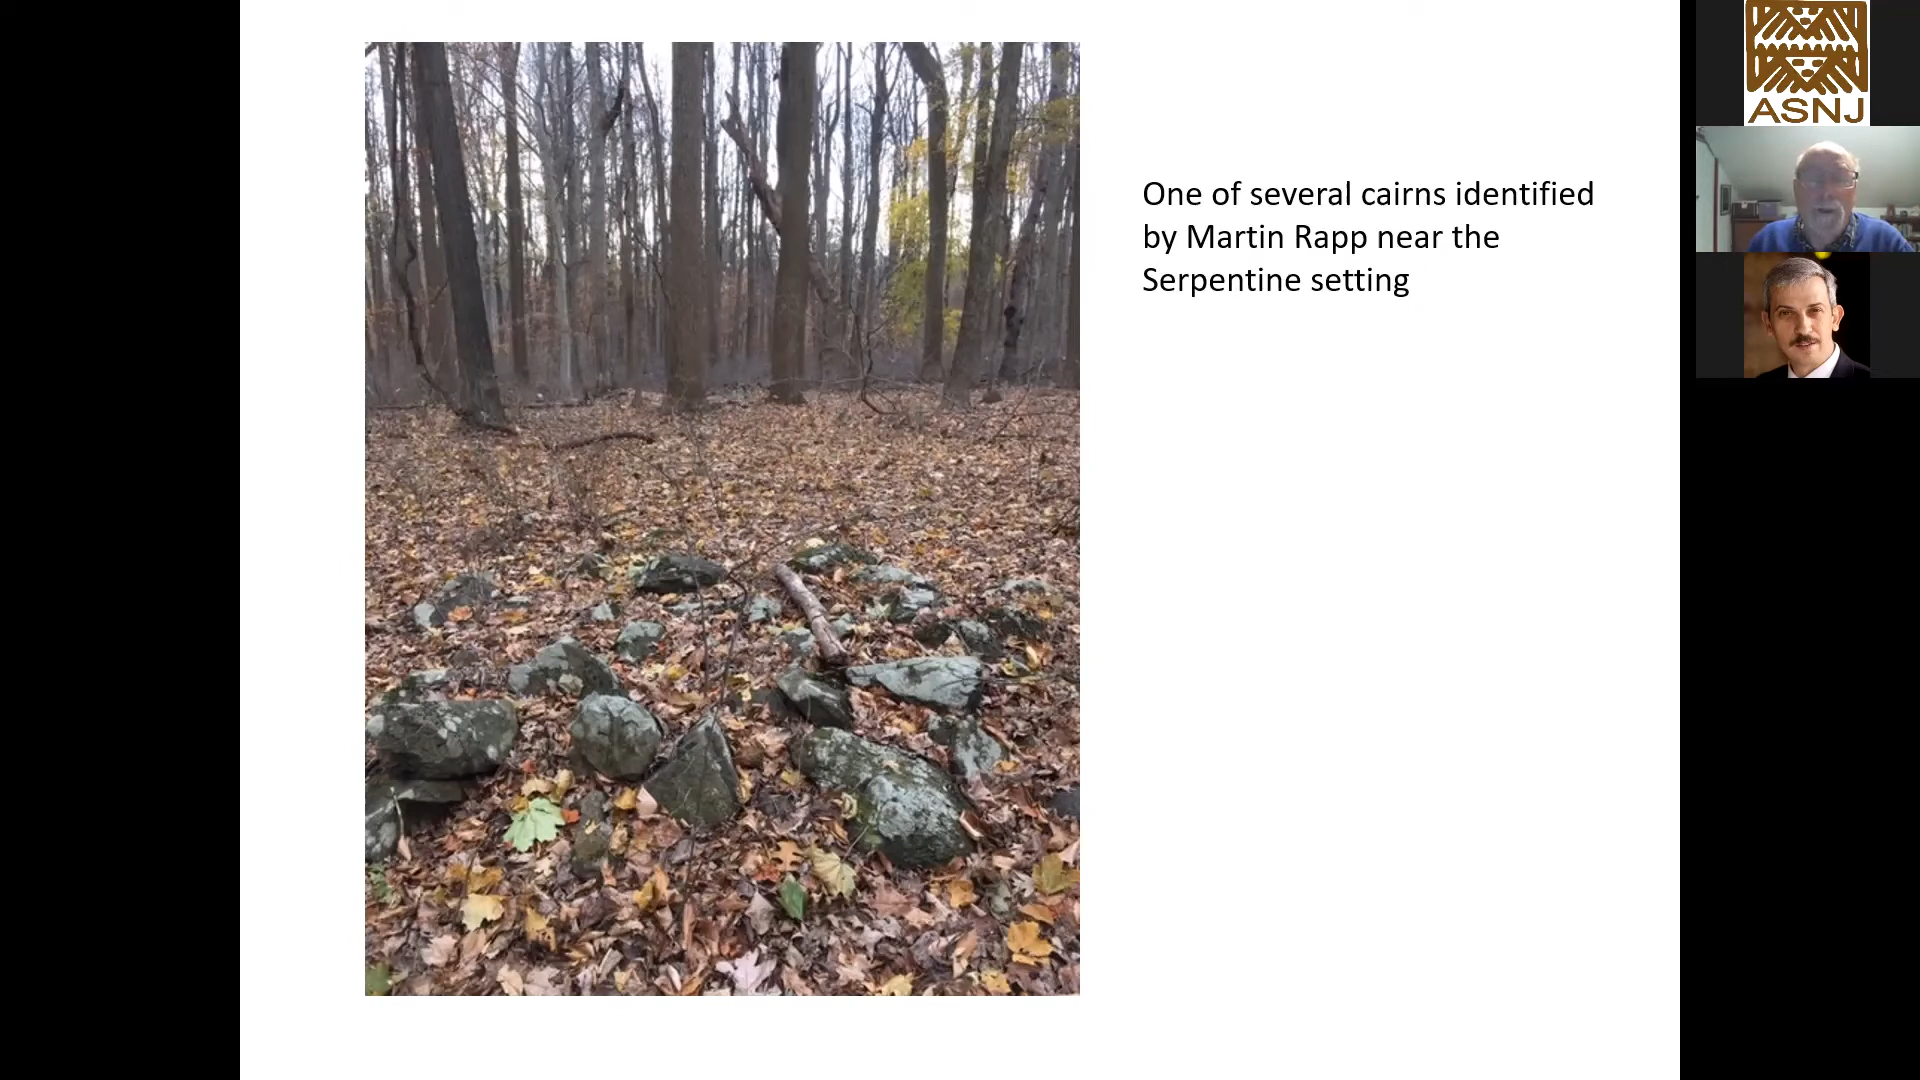 One of several cairns identified
by Martin Rapp near the
Serpentine setting
ASNJ